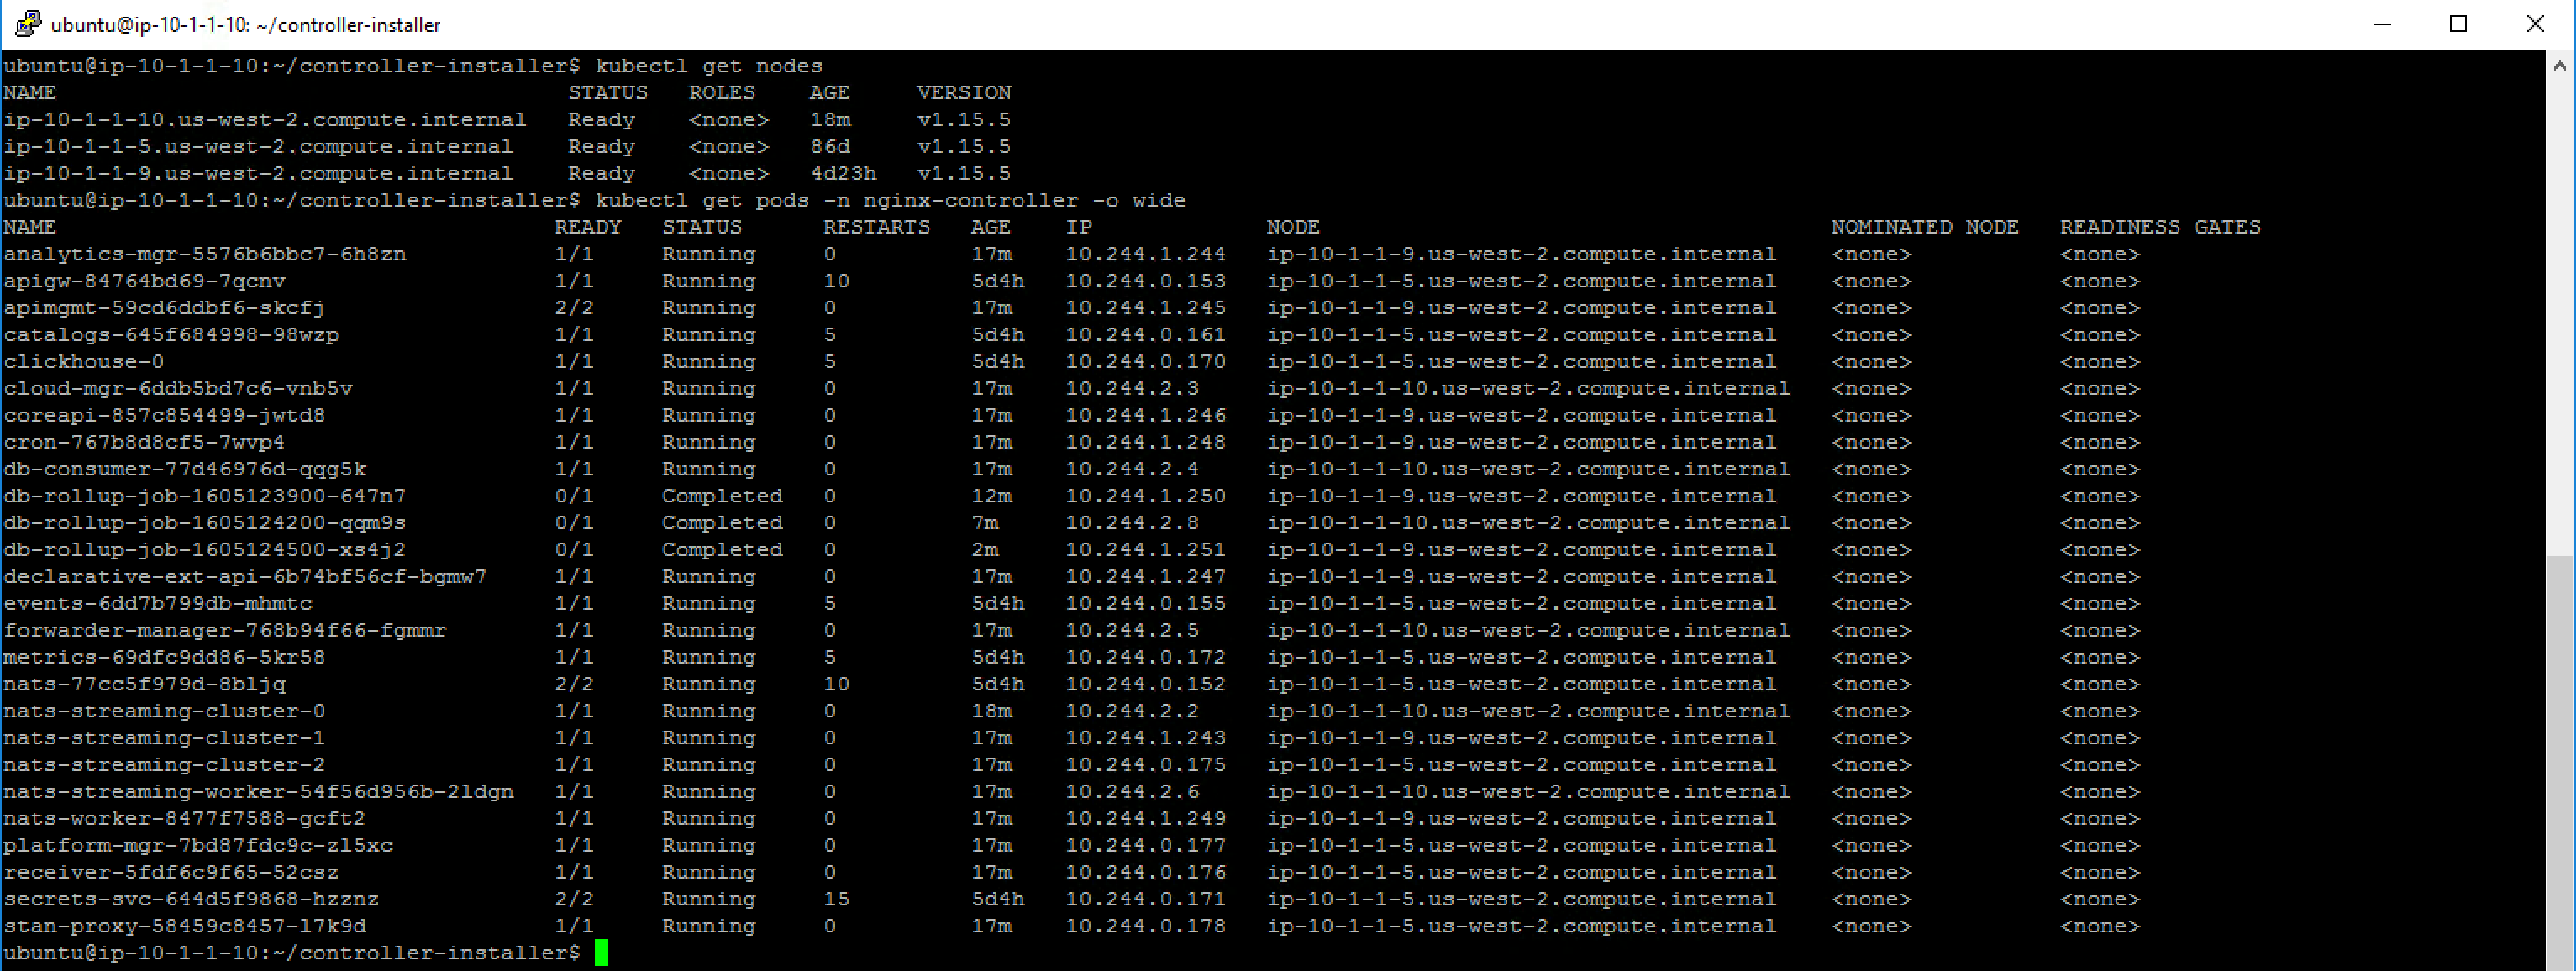 ubuntu@ip-10-1-1-10: ~/controller-installer
ubuntu@ip-10-1-1-10:~/controller-installer$ kubectl get nodes
NAME STATUS ROLES AGE VERSION
ip-10-1-1-10.us-west-2.compute.internal Ready <none> 18m v1.15.5
ip-10-1-1-5.us-west-2.compute.internal Ready <none> 86d v1.15.5
ip-10-1-1-9.us-west-2.compute.internal Ready <none> 4d23h v1.15.5
ubuntu@ip-10-1-1-10:~/controller-installer$ kubectl get pods -n nginx-controller -o wide
NAME READY STATUS RESTARTS AGE IP NODE NOMINATED NODE READINESS GATES
analytics-mgr-5576b6bbc7-6h8zn 1/1 Running 0 17m 10.244.1.244 ip-10-1-1-9.us-west-2.compute.internal <none> <none>
apigw-84764bd69-7qcnv 1/1 Running 10 5d4h 10.244.0.153 ip-10-1-1-5.us-west-2.compute.internal <none> <none>
apimgmt-59cd6ddbf6-skcfj 2/2 Running 0 17m 10.244.1.245 ip-10-1-1-9.us-west-2.compute.internal <none> <none>
catalogs-645f684998-98wzp 1/1 Running 5 5d4h 10.244.0.161 ip-10-1-1-5.us-west-2.compute.internal <none> <none>
clickhouse-0 1/1 Running 5 5d4h 10.244.0.170 ip-10-1-1-5.us-west-2.compute.internal <none> <none>
cloud-mgr-6ddb5bd7c6-vnb5v 1/1 Running 0 17m 10.244.2.3 ip-10-1-1-10.us-west-2.compute.internal <none> <none>
coreapi-857c854499-jwtd8 1/1 Running 0 17m 10.244.1.246 ip-10-1-1-9.us-west-2.compute.internal <none> <none>
cron-767b8d8cf5-7wvp4 1/1 Running 0 17m 10.244.1.248 ip-10-1-1-9.us-west-2.compute.internal <none> <none>
db-consumer-77d46976d-qqg5k 1/1 Running 0 17m 10.244.2.4 ip-10-1-1-10.us-west-2.compute.internal <none> <none>
db-rollup-job-1605123900-647n7 0/1 Completed 0 12m 10.244.1.250 ip-10-1-1-9.us-west-2.compute.internal <none> <none>
db-rollup-job-1605124200-qqm9s 0/1 Completed 0 7m 10.244.2.8 ip-10-1-1-10.us-west-2.compute.internal <none> <none>
db-rollup-job-1605124500-xs4j2 0/1 Completed 0 2m 10.244.1.251 ip-10-1-1-9.us-west-2.compute.internal <none> <none>
declarative-ext-api-6b74bf56cf-bgmw7 1/1 Running 0 17m 10.244.1.247 ip-10-1-1-9.us-west-2.compute.internal <none> <none>
events-6dd7b799db-mhmtc 1/1 Running 5 5d4h 10.244.0.155 ip-10-1-1-5.us-west-2.compute.internal <none> <none>
forwarder-manager-768b94f66-fgmmr 1/1 Running 0 17m 10.244.2.5 ip-10-1-1-10.us-west-2.compute.internal <none> <none>
metrics-69dfc9dd86-5kr58 1/1 Running 5 5d4h 10.244.0.172 ip-10-1-1-5.us-west-2.compute.internal <none> <none>
nats-77cc5f979d-8bljq 2/2 Running 10 5d4h 10.244.0.152 ip-10-1-1-5.us-west-2.compute.internal <none> <none>
nats-streaming-cluster-0 1/1 Running 0 18m 10.244.2.2 ip-10-1-1-10.us-west-2.compute.internal <none> <none>
nats-streaming-cluster-1 1/1 Running 0 17m 10.244.1.243 ip-10-1-1-9.us-west-2.compute.internal <none> <none>
nats-streaming-cluster-2 1/1 Running 0 17m 10.244.0.175 ip-10-1-1-5.us-west-2.compute.internal <none> <none>
nats-streaming-worker-54f56d956b-2ldgn 1/1 Running 0 17m 10.244.2.6 ip-10-1-1-10.us-west-2.compute.internal <none> <none>
nats-worker-8477f7588-gcft2 1/1 Running 0 17m 10.244.1.249 ip-10-1-1-9.us-west-2.compute.internal <none> <none>
platform-mgr-7bd87fdc9c-zl5xc 1/1 Running 0 17m 10.244.0.177 ip-10-1-1-5.us-west-2.compute.internal <none> <none>
receiver-5fdf6c9f65-52csz 1/1 Running 0 17m 10.244.0.176 ip-10-1-1-5.us-west-2.compute.internal <none> <none>
secrets-svc-644d5f9868-hzznz 2/2 Running 15 5d4h 10.244.0.171 ip-10-1-1-5.us-west-2.compute.internal <none> <none>
stan-proxy-58459c8457-l7k9d 1/1 Running 0 17m 10.244.0.178 ip-10-1-1-5.us-west-2.compute.internal <none> <none>
ubuntu@ip-10-1-1-10:~/controller-installer$